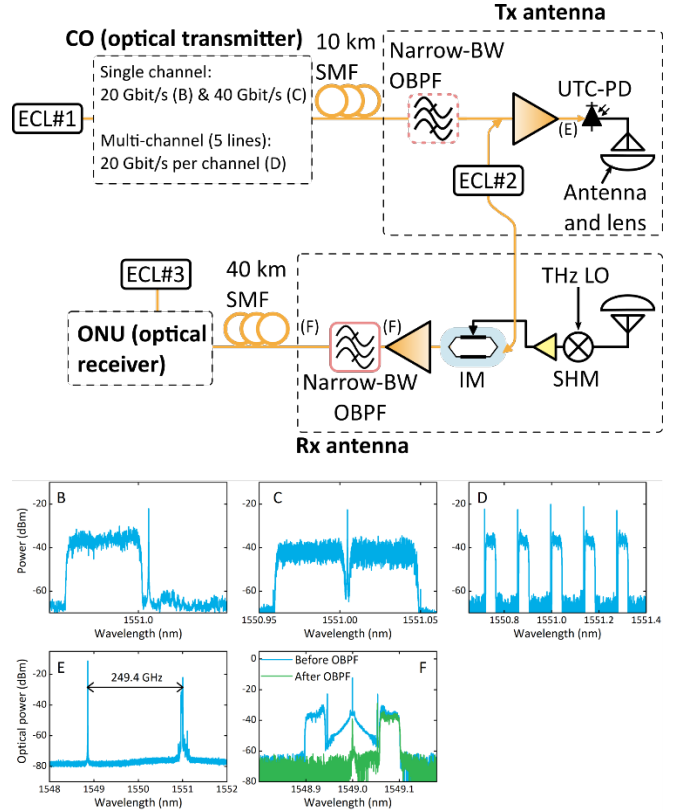 Tx antenna
CO (optical transmitter)
10 km
SMF
Narrow-BW
OBPF
Single channel:
20 Gbit/s (B) & 40 Gbit/s (C)
Multi-channel (5 lines):
20 Gbit/s per channel (D)
ECL#1
UTC-PD
(E)
ECL#2
Antenna
and lens
ECL#3
40 km
SMF
THz LO
ONU (optical
receiver)
(F)
(F)
Narrow-BW
OBPF
IM
SHM
Rx antenna
B
-20
-40
-60
Power (dBm)
1551.0
Wavelength (nm)
C
-20
-40
-60
1550.95
1551.00
1551.05
Wavelength (nm)
D
-20
-40
-60
1550.8
1551.0
1551.2
1551.4
Wavelength (nm)
E
249.4 GHz
0
-20
-40
-60
-80
Optical power (dBm)
1548
1549
1550
1551
1552
Wavelength (nm)
F
Before OBPF
After OBPF
0
-20
-40
-60
-80
1548.9
1549.0
1549.1
Wavelength (nm)